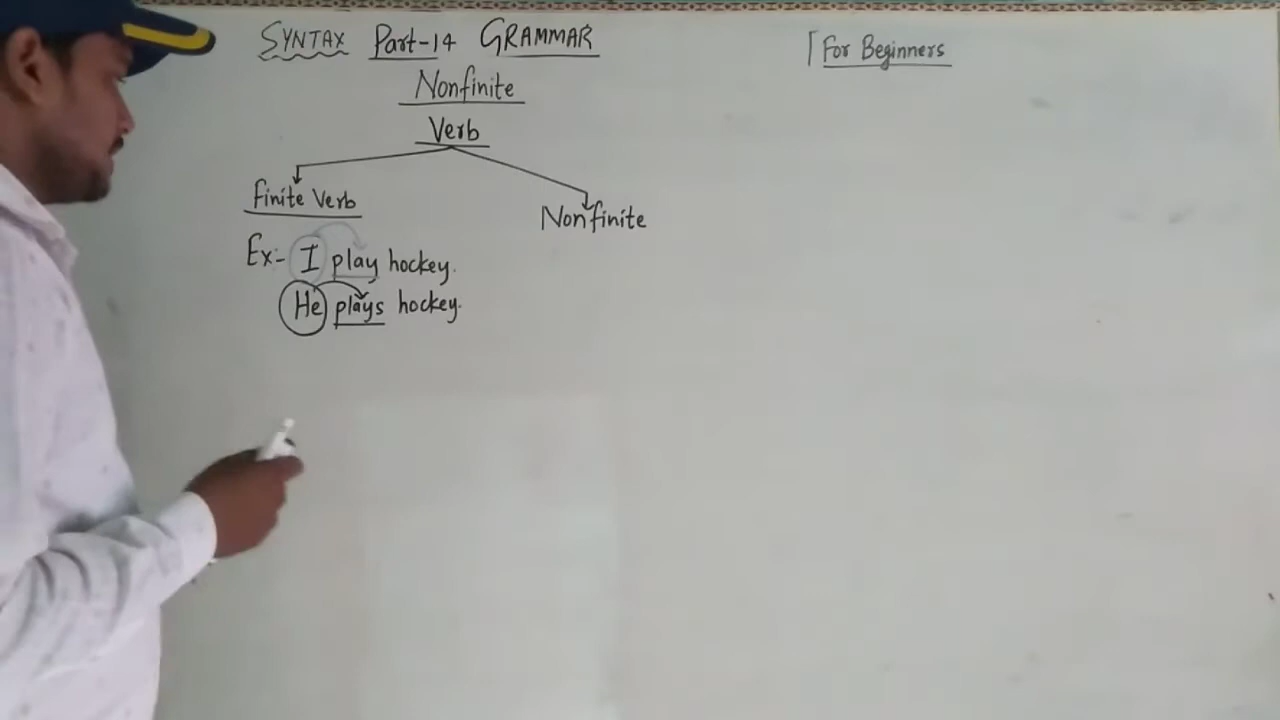 SYNTAX Part-14 GRAMMAR
For Beginners
Nonfinite
Verb
Finite Verb
Nonfinite
Ex:- I play hockey.
He plays hockey.